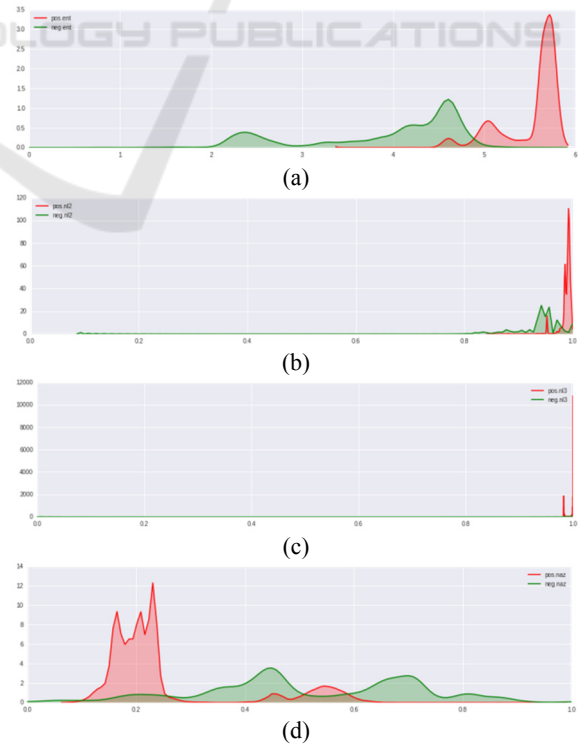 OLOGY PUBLICATIONS
3.5
3.0
2.5
2.0
1.5
1.0
0.5
0.0
pos.ent
neg.ent
0 1 2 3 4 5 6
(a)
120
100
80
60
40
20
0
pos.nl2
neg.nl2
0.0 0.2 0.4 0.6 0.8 1.0
(b)
12000
10000
8000
6000
4000
2000
0
pos.nl3
neg.nl3
0.0 0.2 0.4 0.6 0.8 1.0
(c)
14
12
10
8
6
4
2
0
pos.naz
neg.naz
0.0 0.2 0.4 0.6 0.8 1.0
(d)